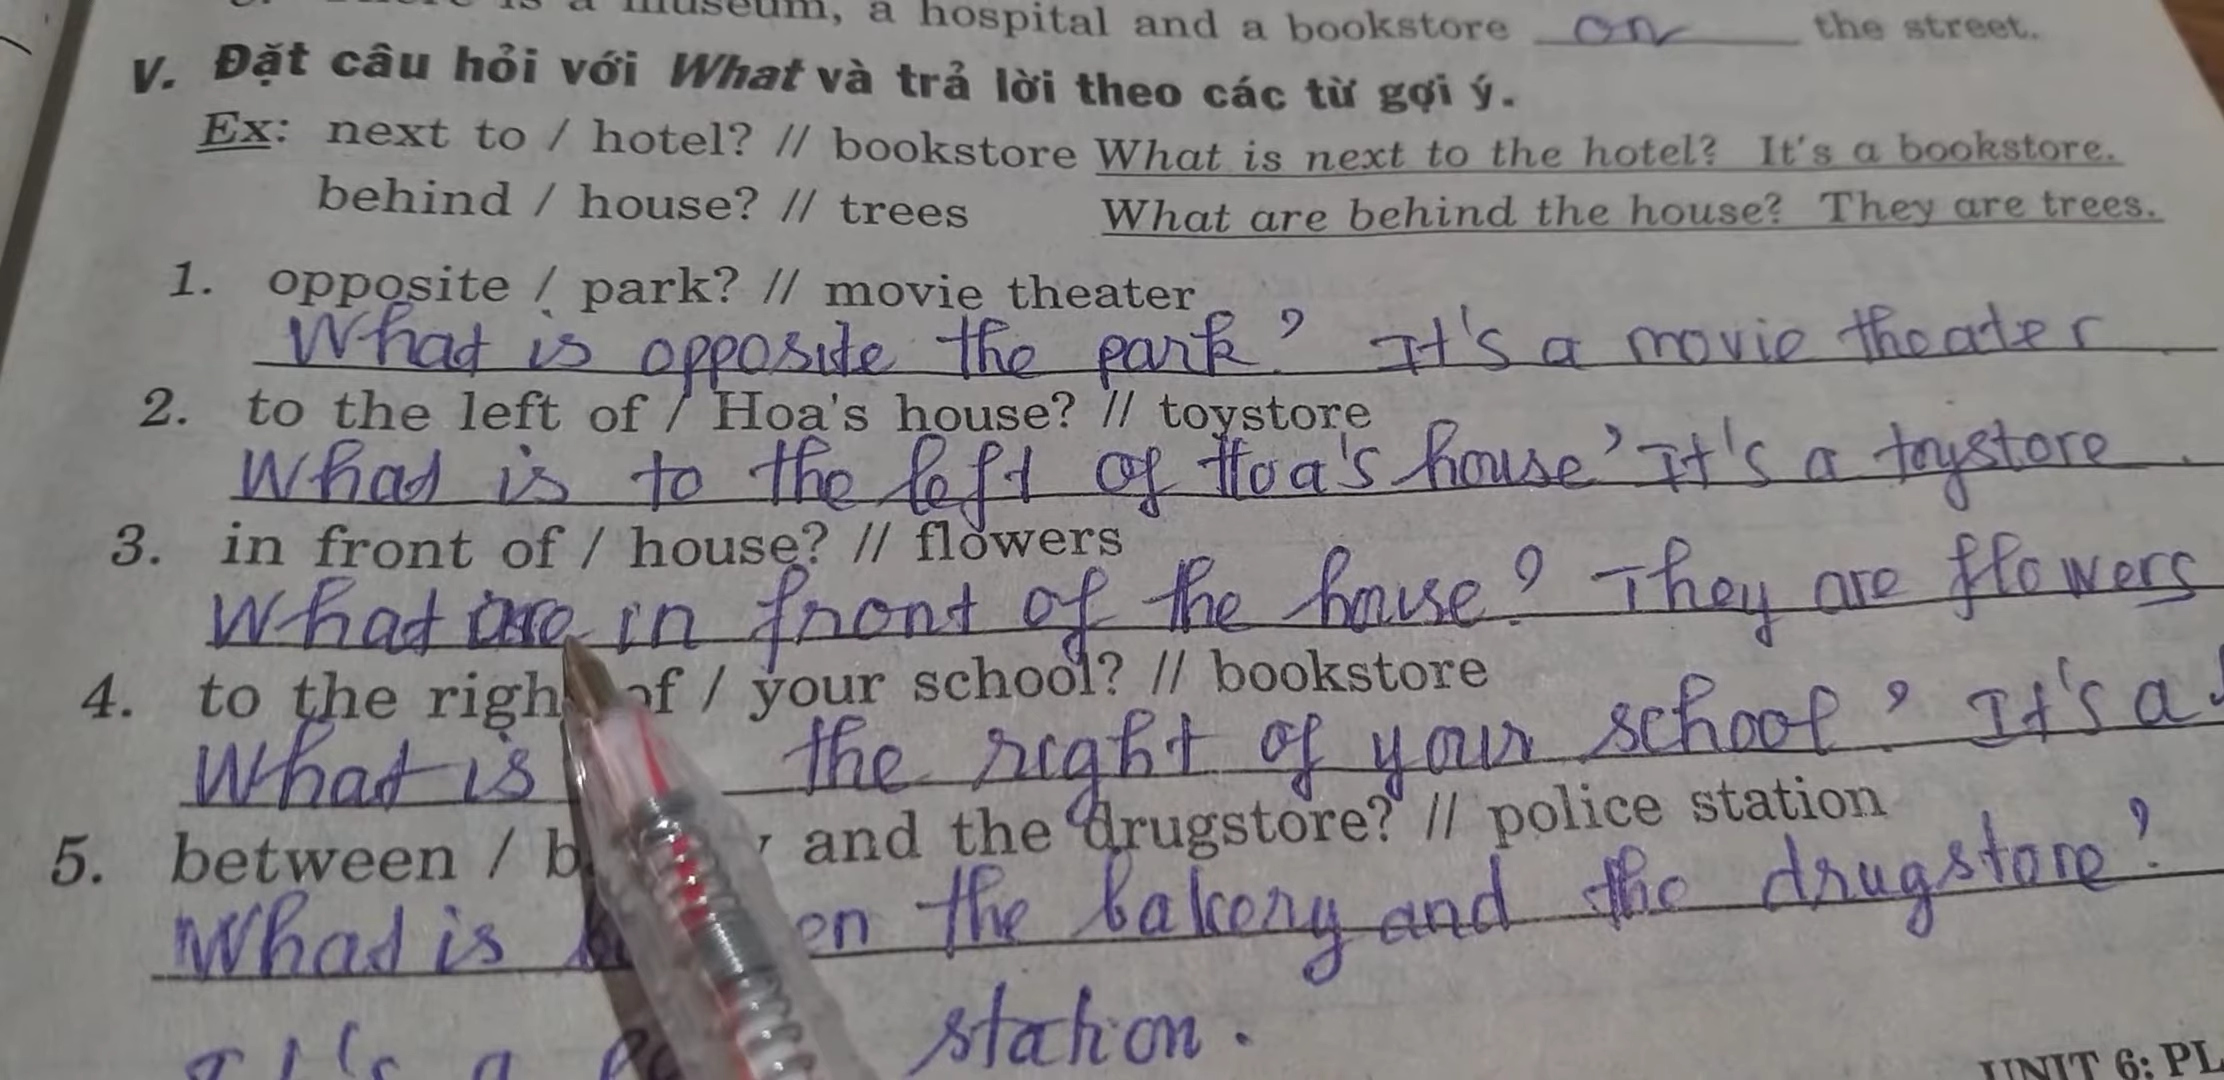 is a museum, a hospital and a bookstore on the street.
V. Đặt câu hỏi với What và trả lời theo các từ gợi ý.
Ex: next to / hotel? // bookstore What is next to the hotel? It's a bookstore.
behind / house? // trees What are behind the house? They are trees.
1. opposite / park? // movie theater
What is opposite the park? It's a movie theater
2. to the left of / Hoa's house? // toystore
What is to the left of Hoa's house? It's a toystore.
3. in front of / house? // flowers
What are in front of the house? They are flowers
4. to the right of / your school? // bookstore
What is the right of your school? It's a
5. between / and the drugstore? // police station
What is the bakery and the drugstore?
It's a station.
UNIT 6: PL